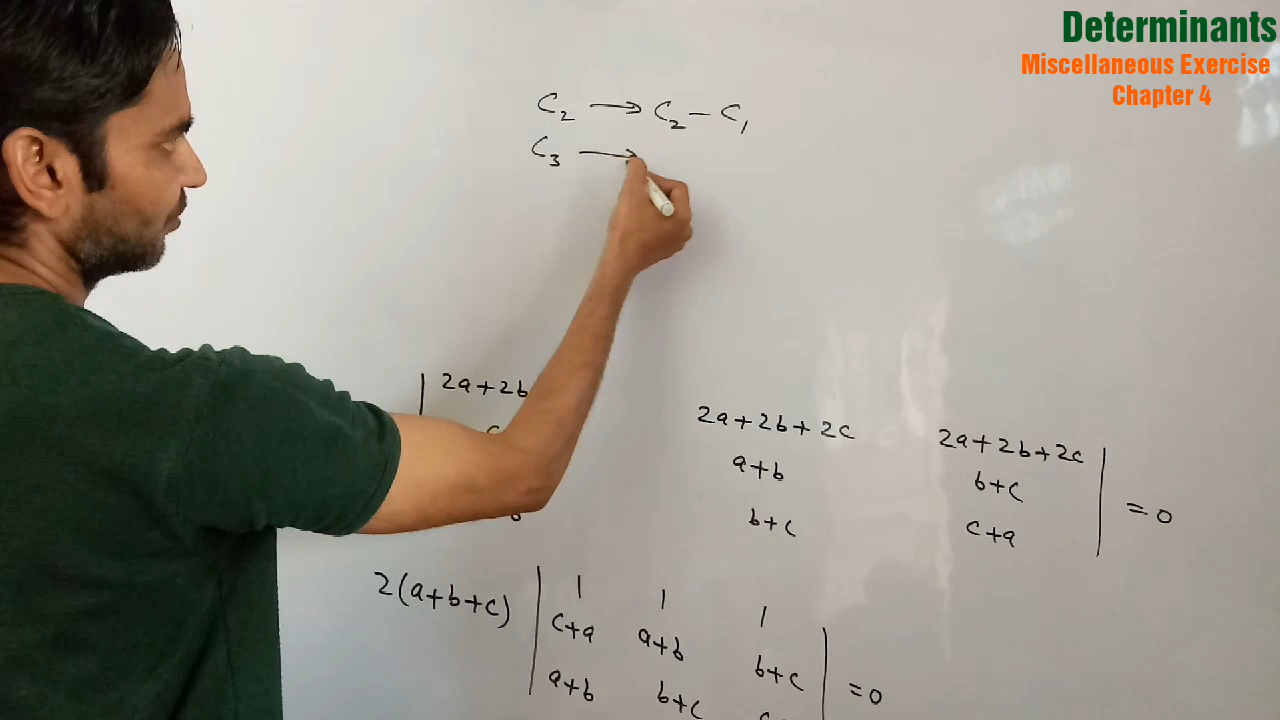 Determinants
Miscellaneous Exercise
Chapter 4
C₂ → C₂ - C₁
C₃ →
| 2a+2b 2a+2b+2c 2a+2b+2c |
c a+b b+c = 0
b+c c+a
2(a+b+c) | 1 1 1
c+a a+b b+c | = 0
a+b b+c